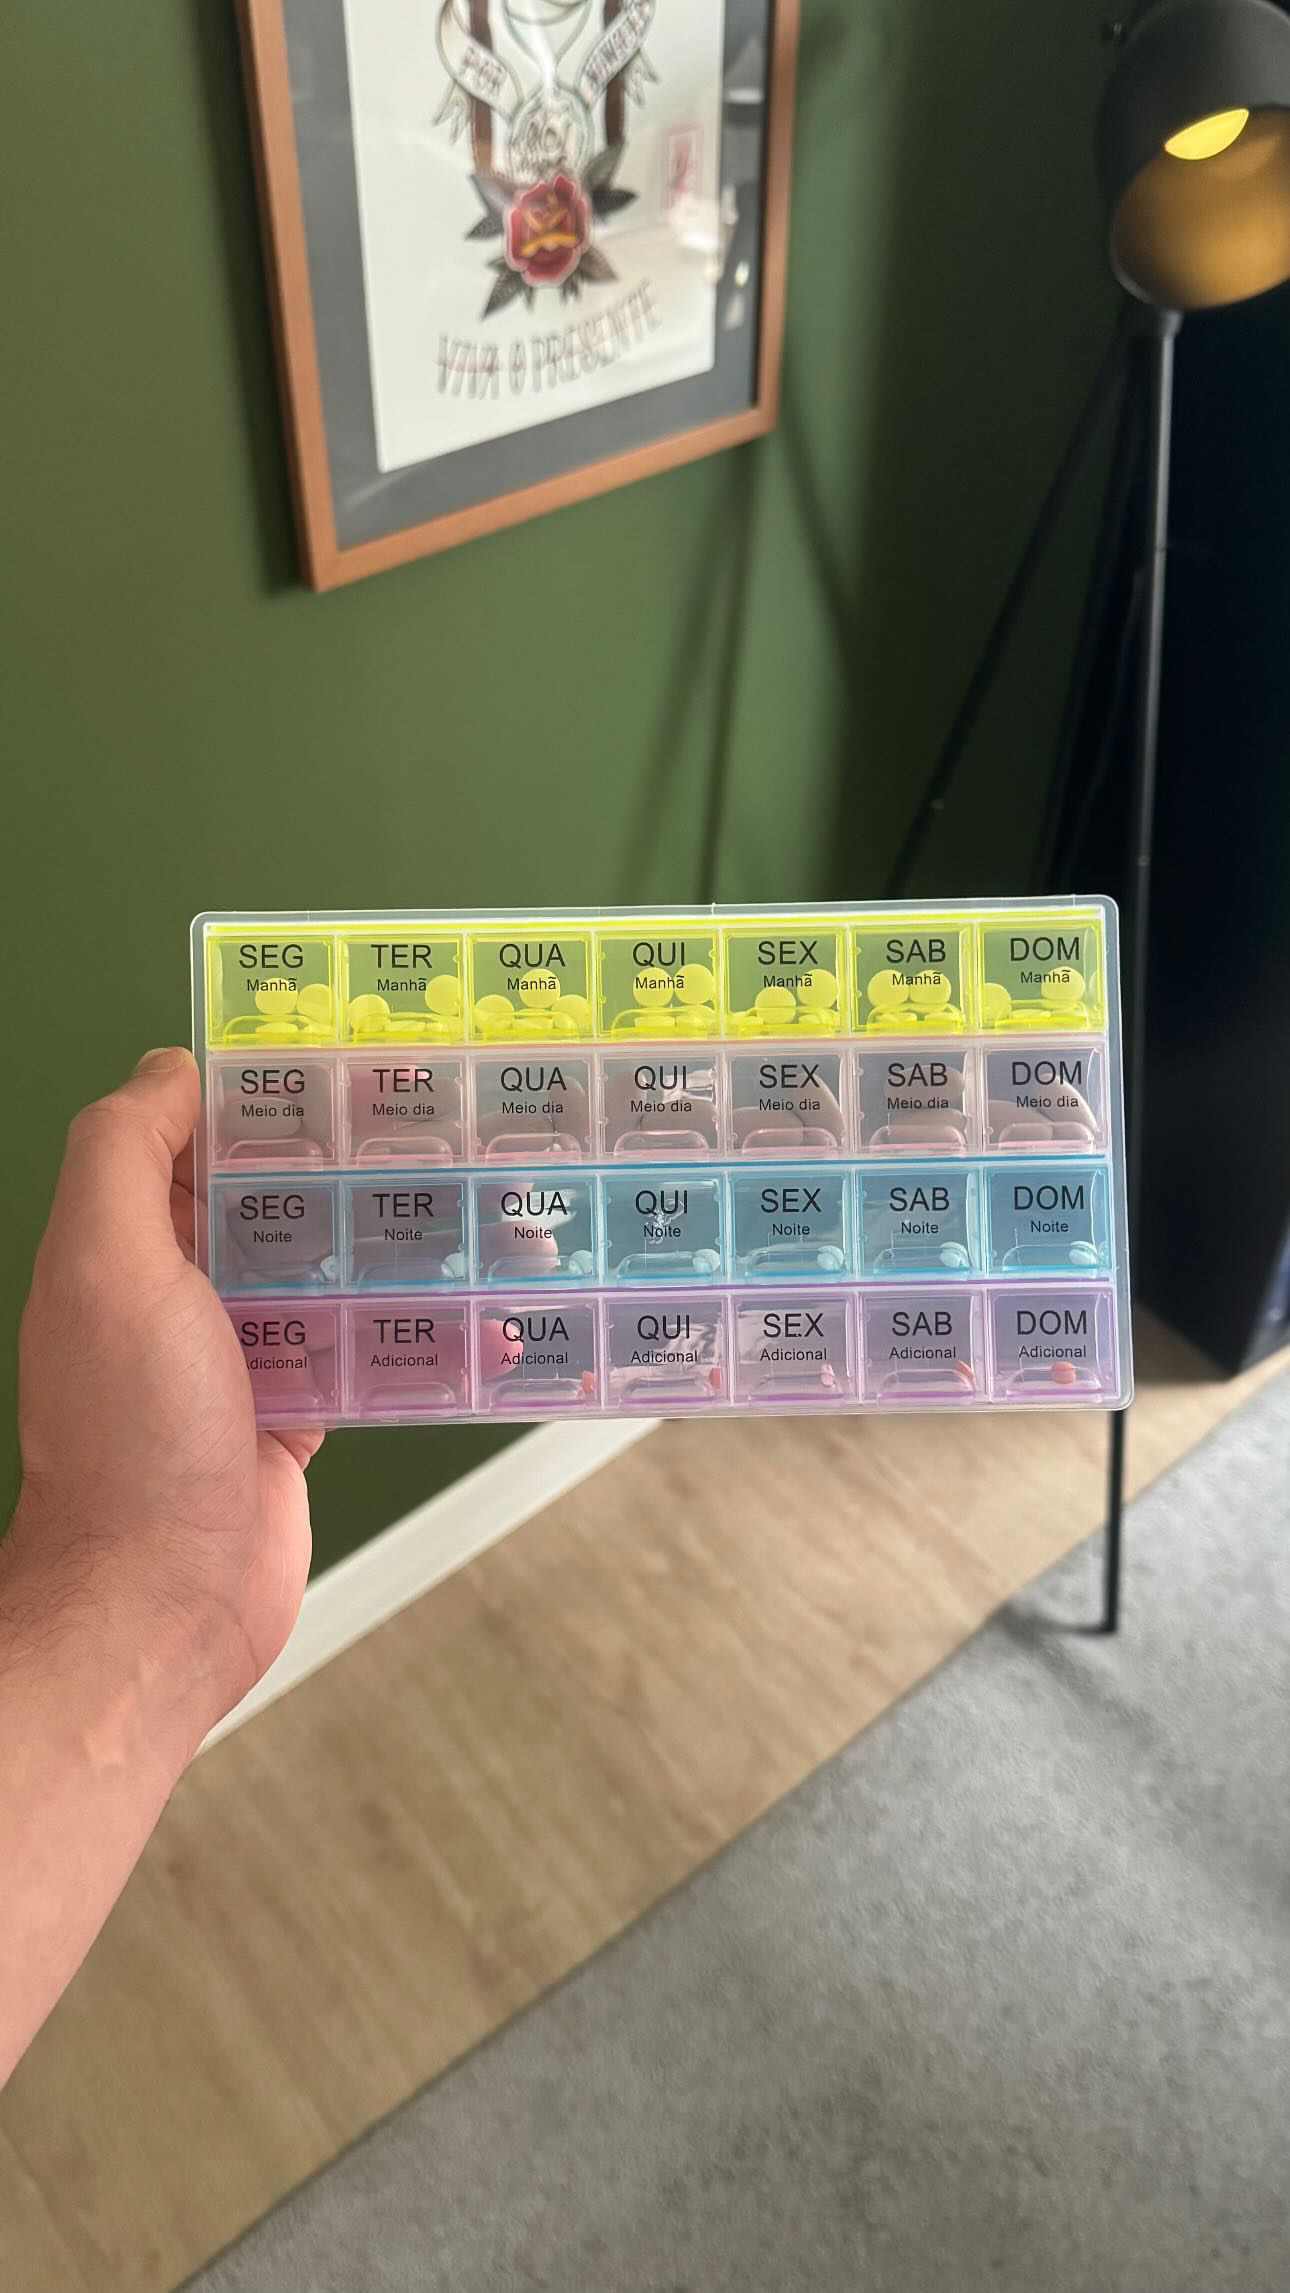 POR
VIVA O PRESENTE
SEG TER QUA QUI SEX SAB DOM
Manhã Manhã Manhã Manhã Manhã Manhã Manhã
SEG TER QUA QUI SEX SAB DOM
Meio dia Meio dia Meio dia Meio dia Meio dia Meio dia Meio dia
SEG TER QUA QUI SEX SAB DOM
Noite Noite Noite Noite Noite Noite Noite
SEG TER QUA QUI SEX SAB DOM
Adicional Adicional Adicional Adicional Adicional Adicional Adicional